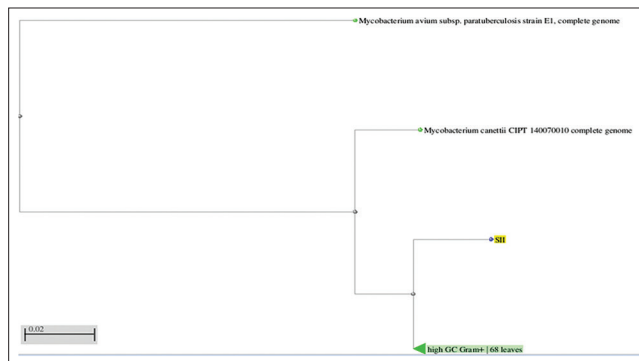 Mycobacterium avium subsp. paratuberculosis strain E1, complete genome
Mycobacterium canettii CIPT 140070010 complete genome
SII
0.02
high GC Gram+ | 68 leaves